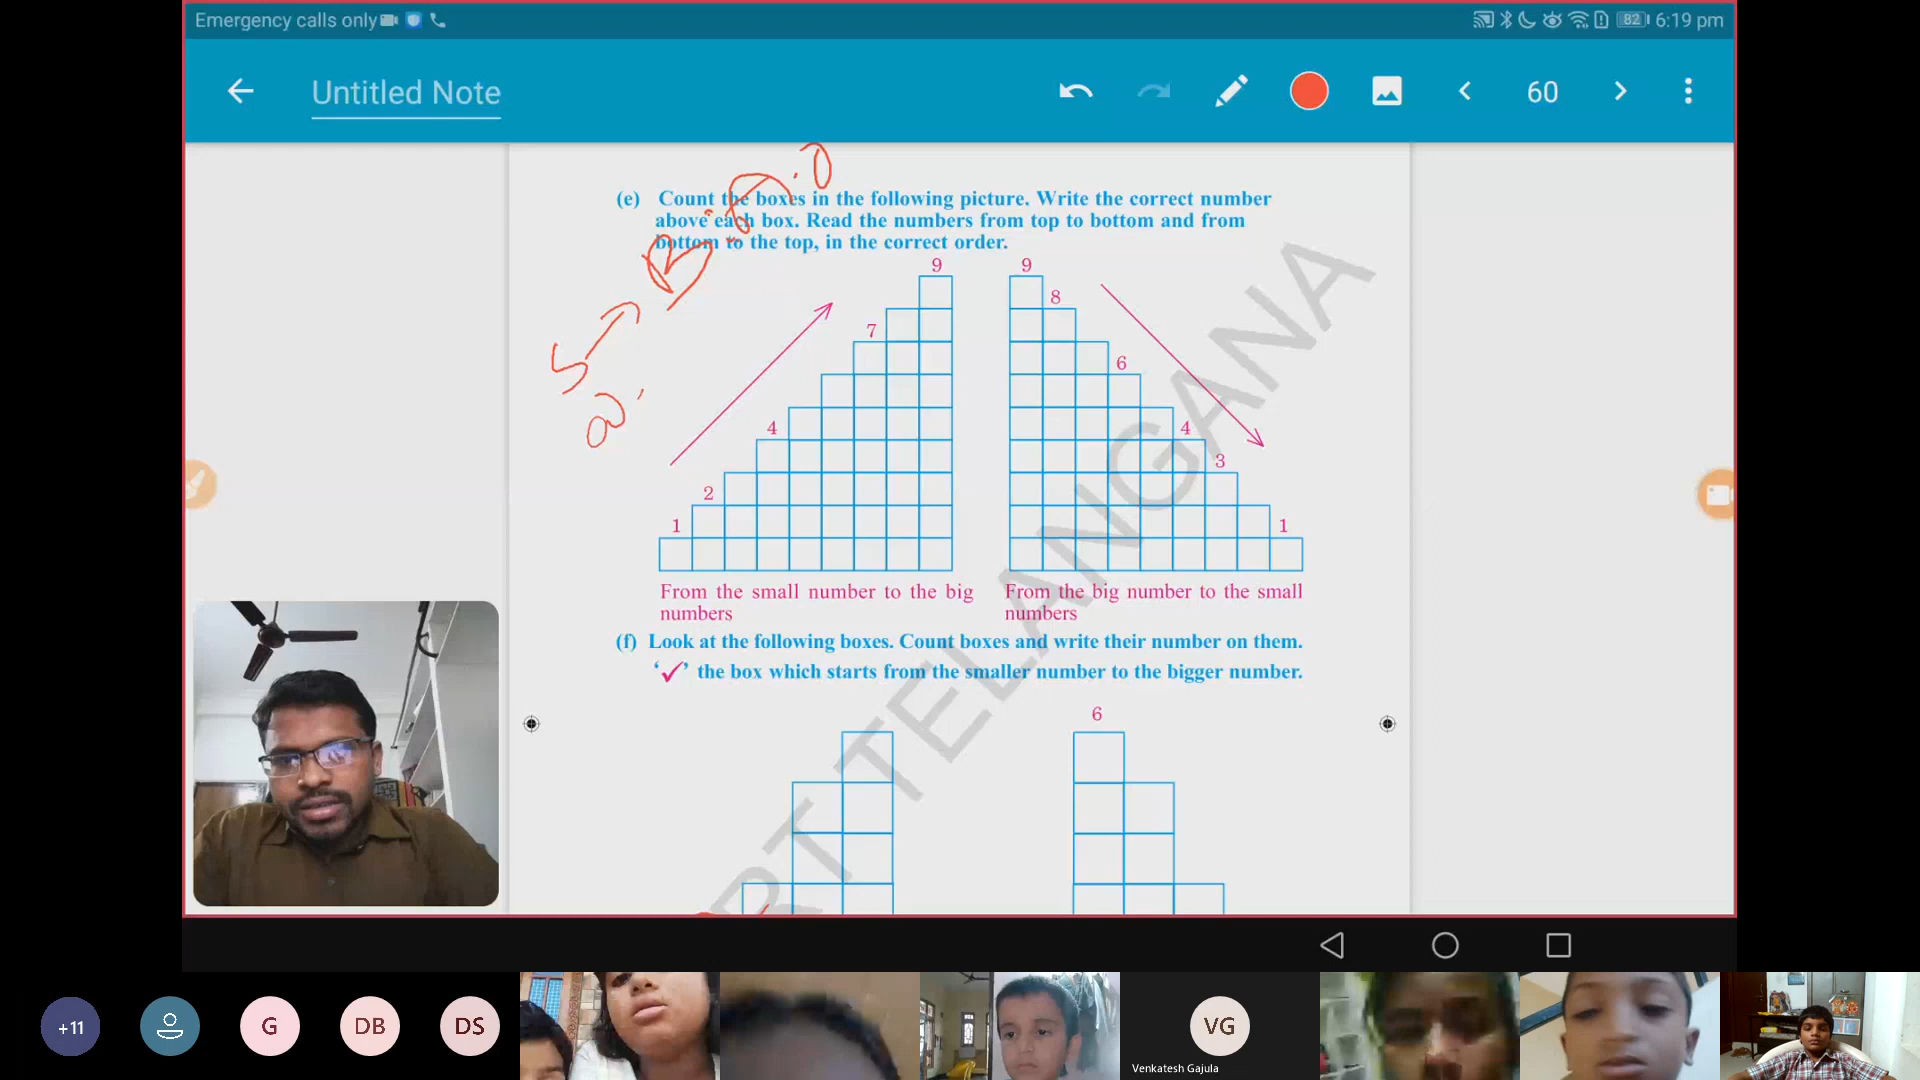 Emergency calls only 82 6:19 pm
Untitled Note 60
(e) Count the boxes in the following picture. Write the correct number
above each box. Read the numbers from top to bottom and from
bottom to the top, in the correct order.
S → B A.O
9 9
8
7
6
4 4
3
2
1 1
From the small number to the big
numbers
From the big number to the small
numbers
(f) Look at the following boxes. Count boxes and write their number on them.
‘✓’ the box which starts from the smaller number to the bigger number.
6
RT TELANGANA
+11 G DB DS VG
Venkatesh Gajula